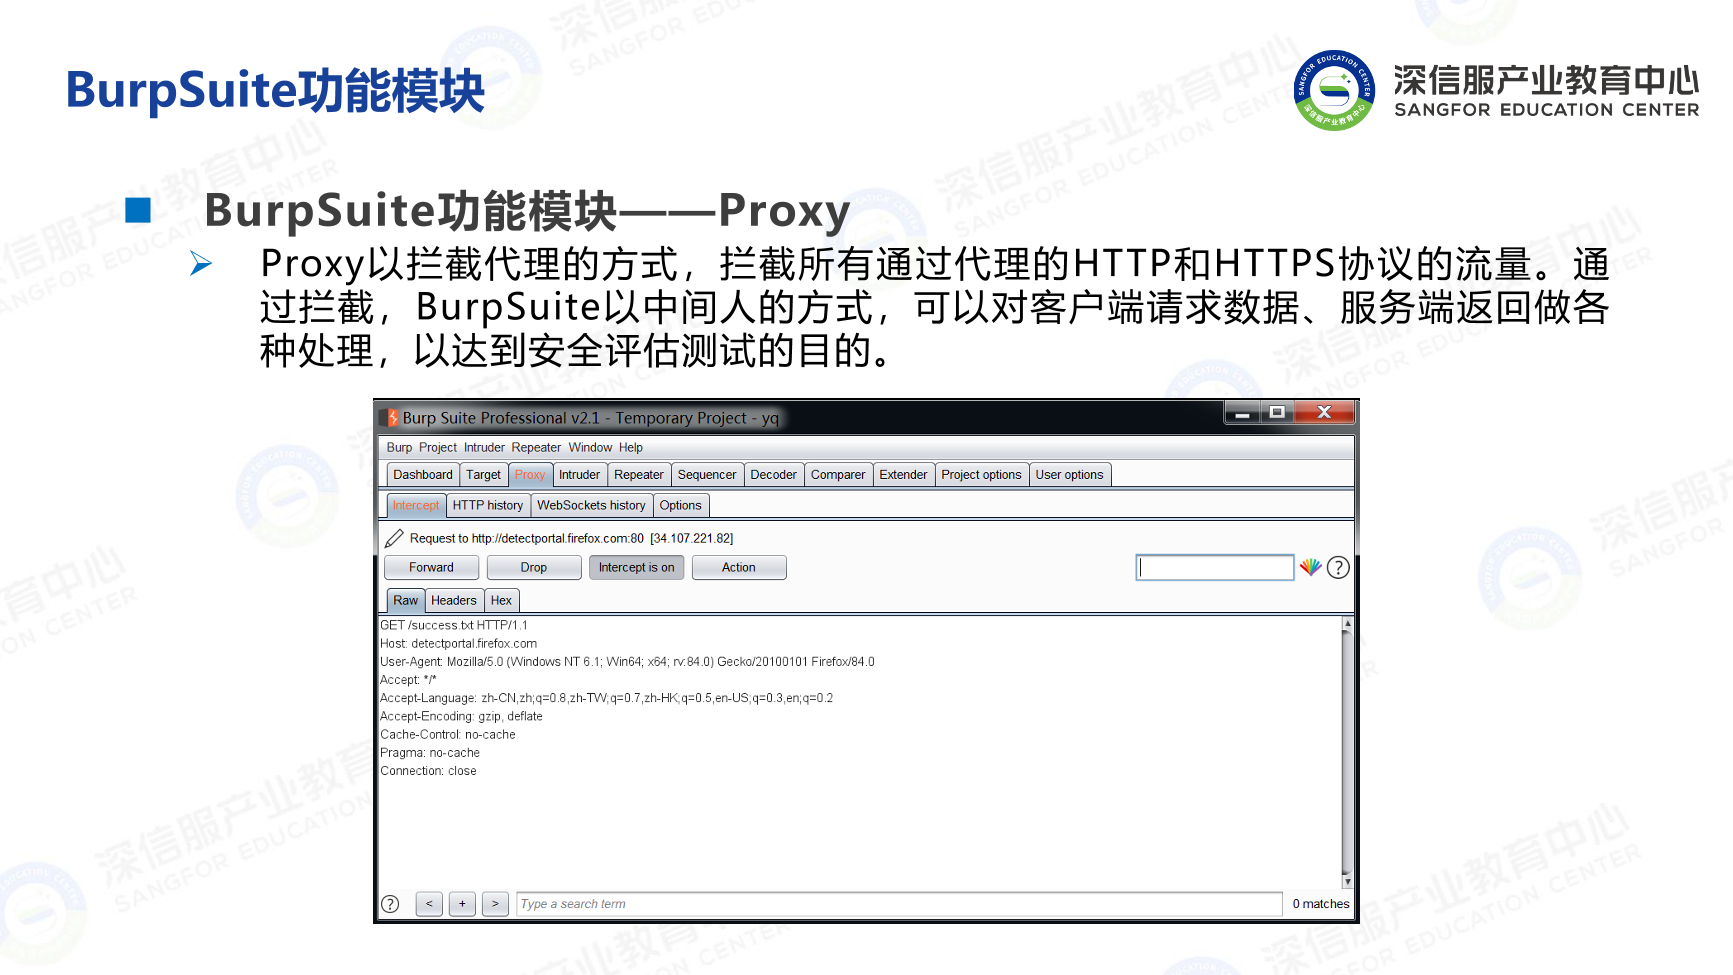 BurpSuite功能模块
深信服产业教育中心
SANGFOR EDUCATION CENTER
BurpSuite功能模块——Proxy
Proxy以拦截代理的方式，拦截所有通过代理的HTTP和HTTPS协议的流量。通
过拦截，BurpSuite以中间人的方式，可以对客户端请求数据、服务端返回做各
种处理，以达到安全评估测试的目的。
Burp Suite Professional v2.1 - Temporary Project - yq
Burp Project Intruder Repeater Window Help
Dashboard Target Proxy Intruder Repeater Sequencer Decoder Comparer Extender Project options User options
Intercept HTTP history WebSockets history Options
Request to http://detectportal.firefox.com:80 [34.107.221.82]
Forward Drop Intercept is on Action
Raw Headers Hex
GET /success.txt HTTP/1.1
Host: detectportal.firefox.com
User-Agent: Mozilla/5.0 (Windows NT 6.1; Win64; x64; rv:84.0) Gecko/20100101 Firefox/84.0
Accept: */*
Accept-Language: zh-CN,zh;q=0.8,zh-TW;q=0.7,zh-HK;q=0.5,en-US;q=0.3,en;q=0.2
Accept-Encoding: gzip, deflate
Cache-Control: no-cache
Pragma: no-cache
Connection: close
? < + > Type a search term 0 matches